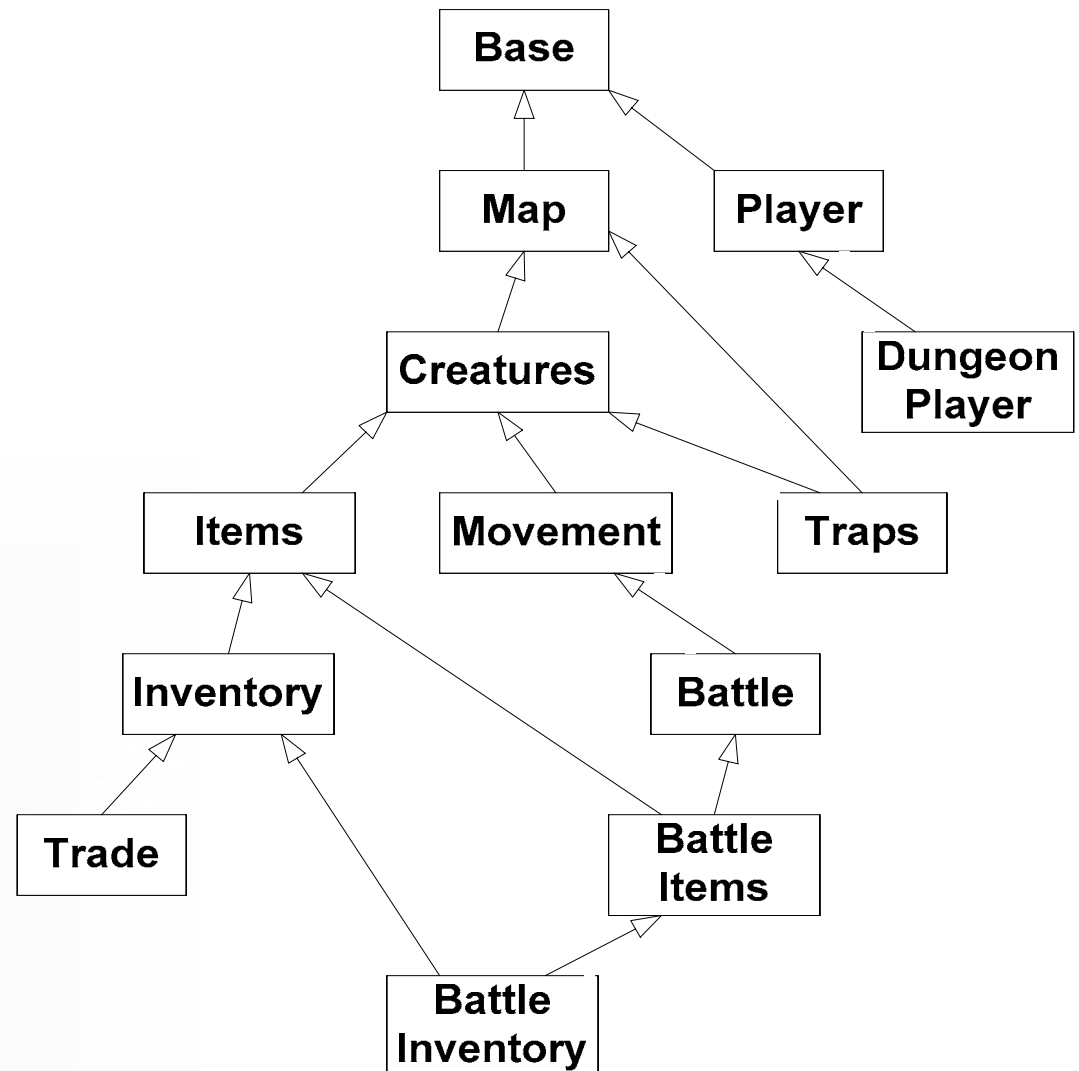 Base
Map
Player
Creatures
Dungeon
Player
Items
Movement
Traps
Inventory
Battle
Trade
Battle
Items
Battle
Inventory